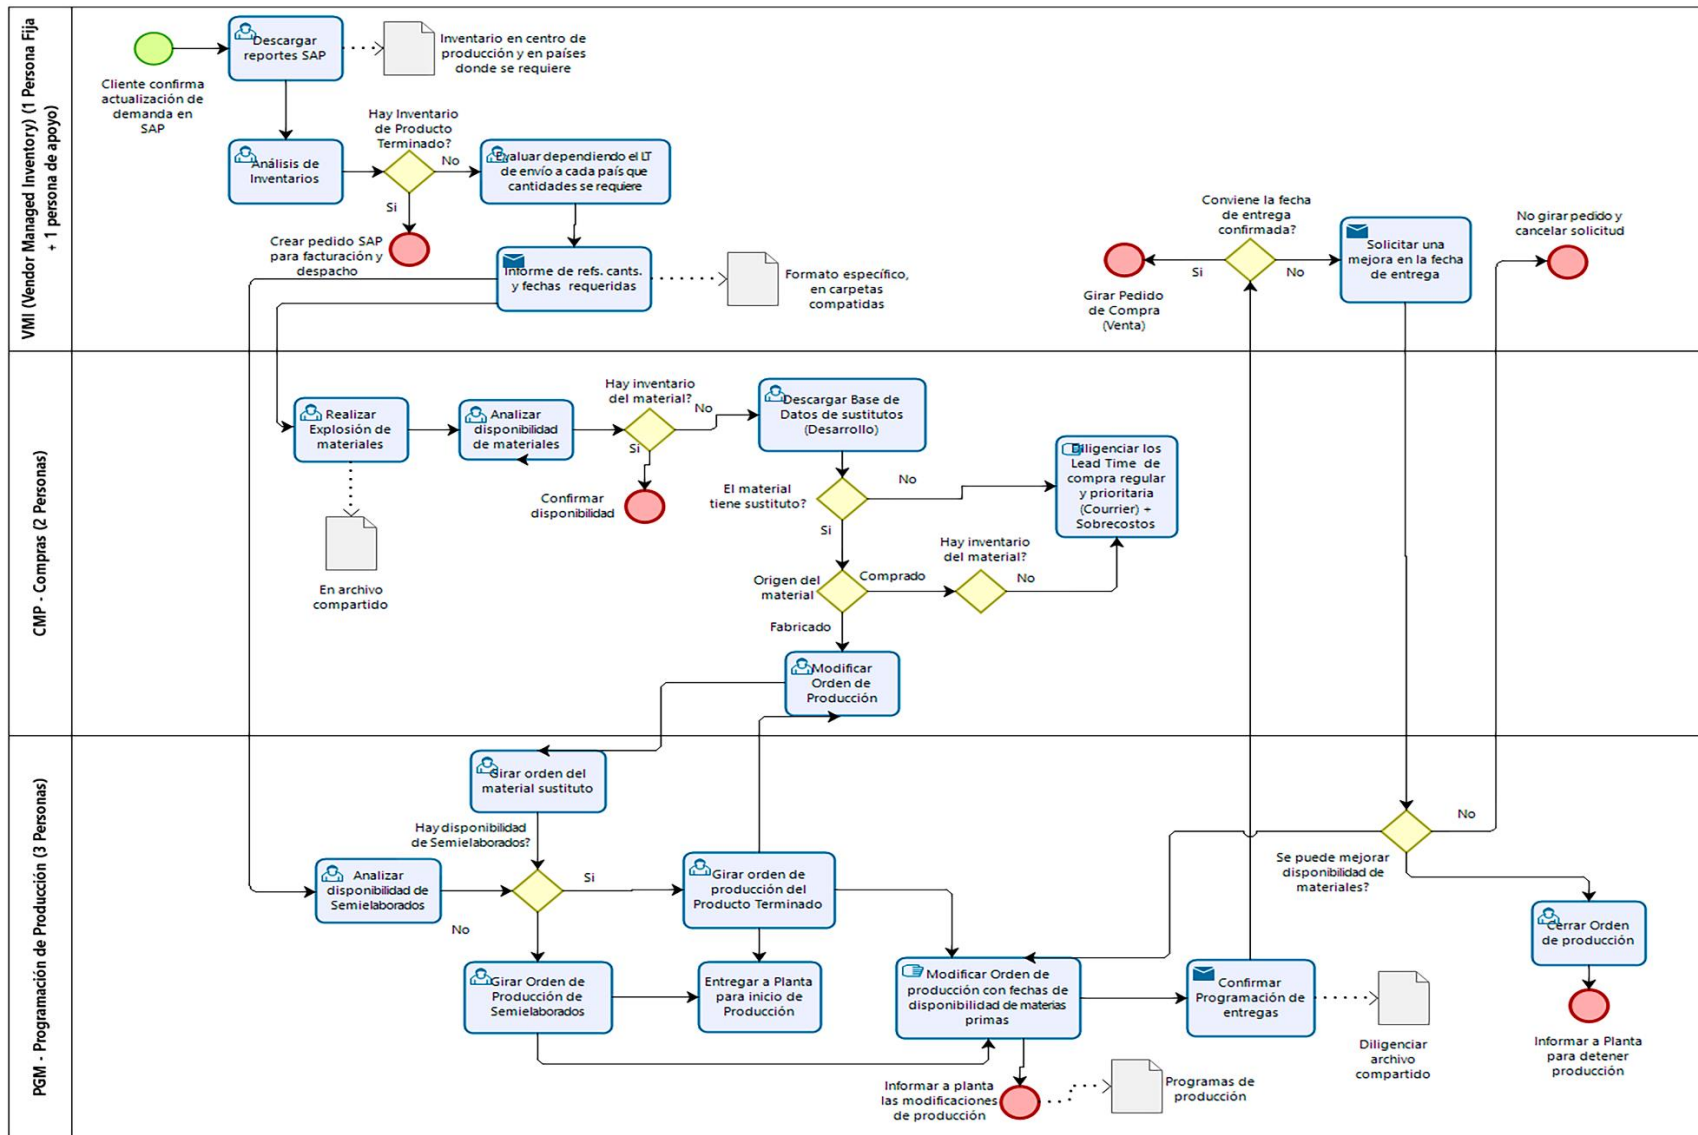 VMI (Vendor Managed Inventory) (1 Persona Fija
+ 1 persona de apoyo)
Cliente confirma
actualización de
demanda en
SAP
Descargar
reportes SAP
Inventario en centro de
producción y en países
donde se requiere
Análisis de
Inventarios
Hay Inventario
de Producto
Terminado?
No
Si
Crear pedido SAP
para facturación y
despacho
Evaluar dependiendo el LT
de envío a cada país que
cantidades se requiere
Informe de refs. cants.
y fechas requeridas
Formato específico,
en carpetas
compatidas
Conviene la fecha
de entrega
confirmada?
Si
No
Girar Pedido
de Compra
(Venta)
Solicitar una
mejora en la fecha
de entrega
No girar pedido y
cancelar solicitud
CMP - Compras (2 Personas)
Realizar
Explosión de
materiales
En archivo
compartido
Analizar
disponibilidad
de materiales
Hay inventario
del material?
No
Si
Confirmar
disponibilidad
Descargar Base de
Datos de sustitutos
(Desarrollo)
El material
tiene sustituto?
No
Si
Diligenciar los
Lead Time de
compra regular
y prioritaria
(Courrier) +
Sobrecostos
Origen del
material
Comprado
Hay inventario
del material?
No
Fabricado
Modificar
Orden de
Producción
PGM - Programación de Producción (3 Personas)
Girar orden del
material sustituto
Hay disponibilidad
de Semielaborados?
Analizar
disponibilidad de
Semielaborados
Si
No
Girar orden de
producción del
Producto Terminado
Girar Orden de
Producción de
Semielaborados
Entregar a Planta
para inicio de
Producción
Modificar Orden de
producción con fechas de
disponibilidad de materias
primas
Informar a planta
las modificaciones
de producción
Programas de
producción
Confirmar
Programación de
entregas
Diligenciar
archivo
compartido
Se puede mejorar
disponibilidad de
materiales?
No
Cerrar Orden
de producción
Informar a Planta
para detener
producción